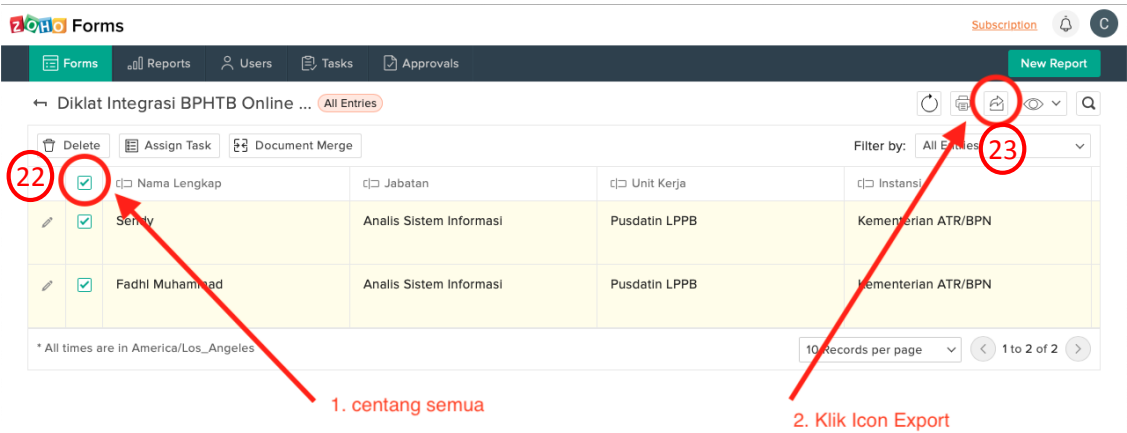 ZOHO Forms
Subscription
C
Forms
Reports
Users
Tasks
Approvals
New Report
Diklat Integrasi BPHTB Online ... All Entries
Delete
Assign Task
Document Merge
Filter by: All Entries
22
23
Nama Lengkap
Jabatan
Unit Kerja
Instansi
Sendy
Analis Sistem Informasi
Pusdatin LPPB
Kementerian ATR/BPN
Fadhl Muhammad
Analis Sistem Informasi
Pusdatin LPPB
Kementerian ATR/BPN
* All times are in America/Los_Angeles
10 Records per page
1 to 2 of 2
1. centang semua
2. Klik Icon Export